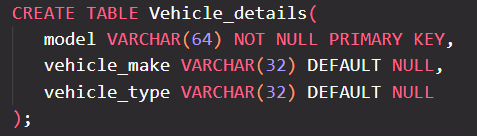 CREATE TABLE Vehicle_details(
model VARCHAR(64) NOT NULL PRIMARY KEY,
vehicle_make VARCHAR(32) DEFAULT NULL,
vehicle_type VARCHAR(32) DEFAULT NULL
);